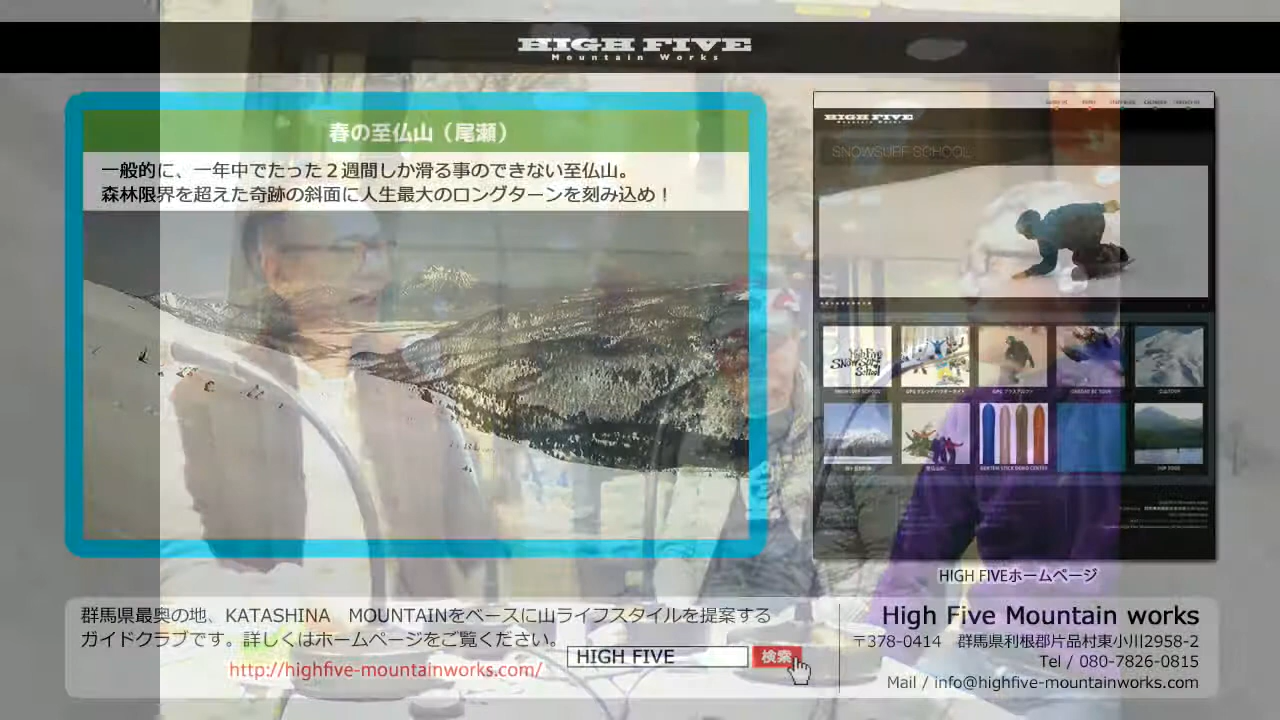 HIGH FIVE
Mountain Works
春の至仏山（尾瀬）
一般的に、一年中でたった２週間しか滑る事のできない至仏山。
森林限界を超えた奇跡の斜面に人生最大のロングターンを刻み込め！
HIGH FIVE
SNOWSURF SCHOOL
HIGH FIVEホームページ
群馬県最奥の地、KATASHINA　MOUNTAINをベースに山ライフスタイルを提案する
ガイドクラブです。詳しくはホームページをご覧ください。
HIGH FIVE
検索
http://highfive-mountainworks.com/
High Five Mountain works
〒378-0414　群馬県利根郡片品村東小川2958-2
Tel / 080-7826-0815
Mail / info@highfive-mountainworks.com